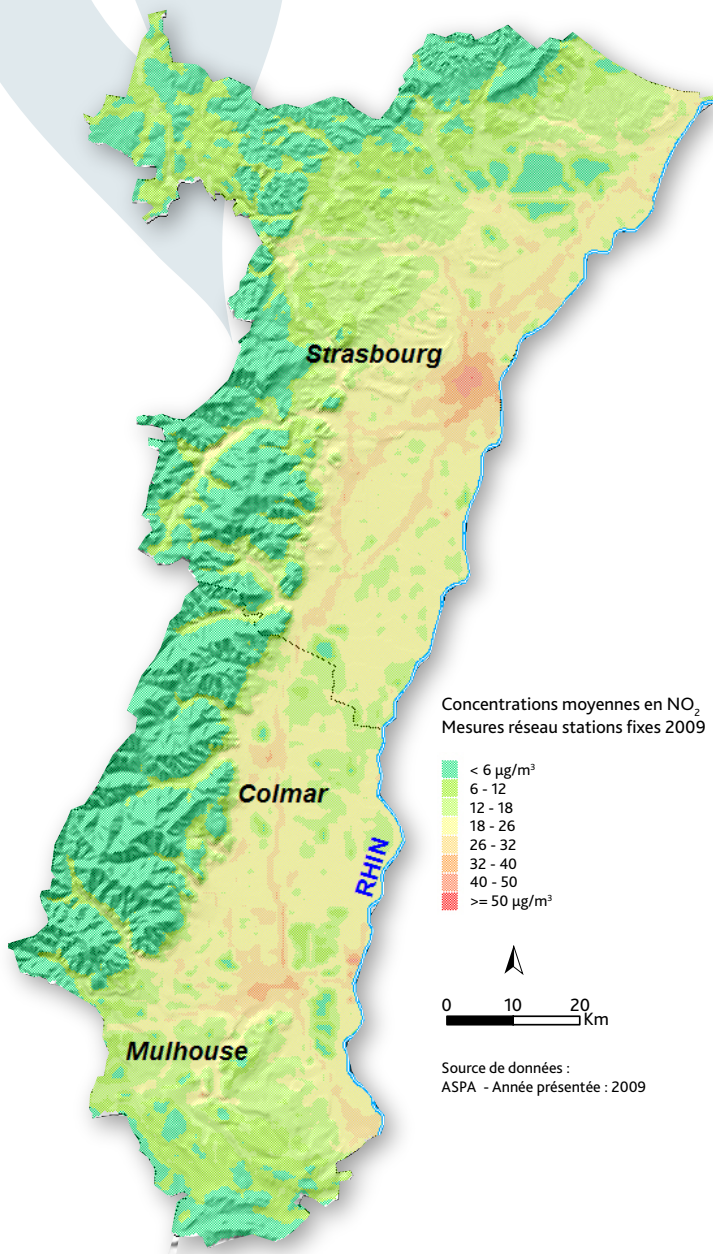 Strasbourg
Colmar
RHIN
Mulhouse
Concentrations moyennes en NO₂
Mesures réseau stations fixes 2009
< 6 µg/m³
6 - 12
12 - 18
18 - 26
26 - 32
32 - 40
40 - 50
>= 50 µg/m³
0 10 20
Km
Source de données :
ASPA - Année présentée : 2009